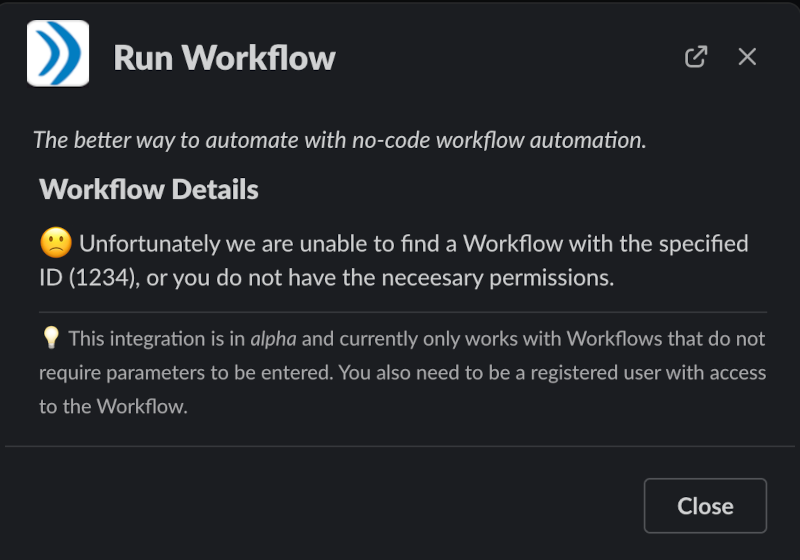 Run Workflow
The better way to automate with no-code workflow automation.
Workflow Details
🙁 Unfortunately we are unable to find a Workflow with the specified
ID (1234), or you do not have the neceesary permissions.
💡 This integration is in alpha and currently only works with Workflows that do not
require parameters to be entered. You also need to be a registered user with access
to the Workflow.
Close